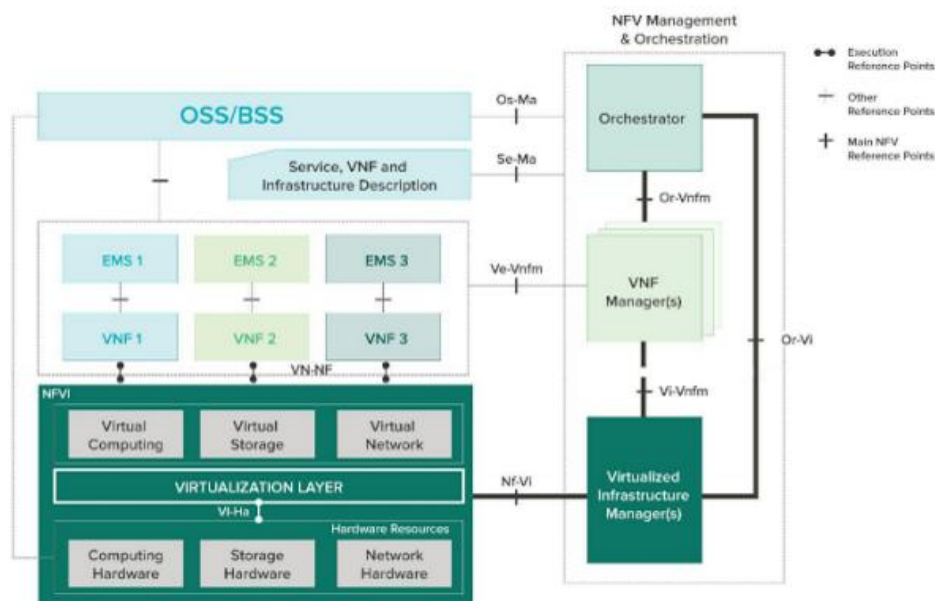 NFV Management
& Orchestration
Execution
Reference Points
Other
Reference Points
Main NFV
Reference Points
OSS/BSS
Os-Ma
Orchestrator
Service, VNF and
Infrastructure Description
Se-Ma
Or-Vnfm
EMS 1
EMS 2
EMS 3
Ve-Vnfm
VNF
Manager(s)
VNF 1
VNF 2
VNF 3
Or-Vi
VN-NF
NFVI
Vi-Vnfm
Virtual
Computing
Virtual
Storage
Virtual
Network
VIRTUALIZATION LAYER
Nf-Vi
Virtualized
Infrastructure
Manager(s)
VI-Ha
Hardware Resources
Computing
Hardware
Storage
Hardware
Network
Hardware